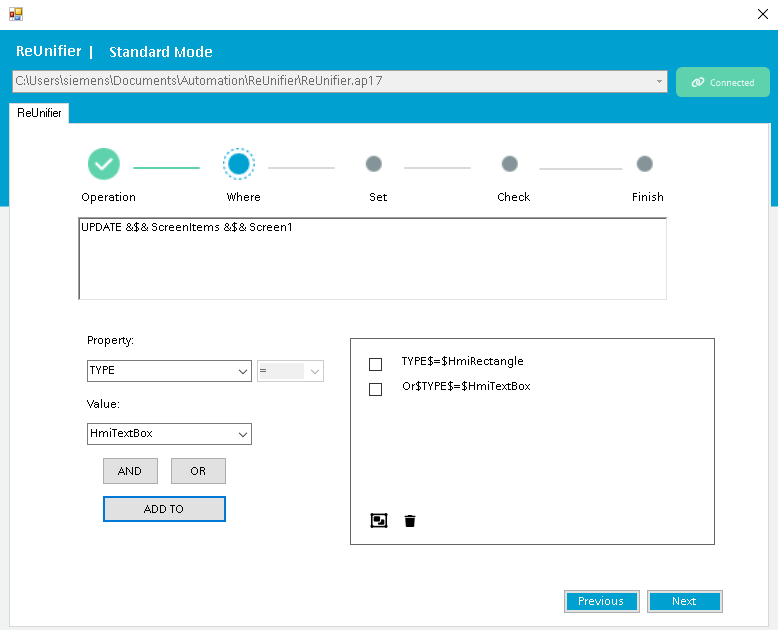 ReUnifier | Standard Mode
C:\Users\siemens\Documents\Automation\ReUnifier\ReUnifier.ap17
Connected
ReUnifier
Operation Where Set Check Finish
UPDATE &$& ScreenItems &$& Screen1
Property:
TYPE =
TYPE$=$HmiRectangle
Or$TYPE$=$HmiTextBox
Value:
HmiTextBox
AND OR
ADD TO
Previous Next